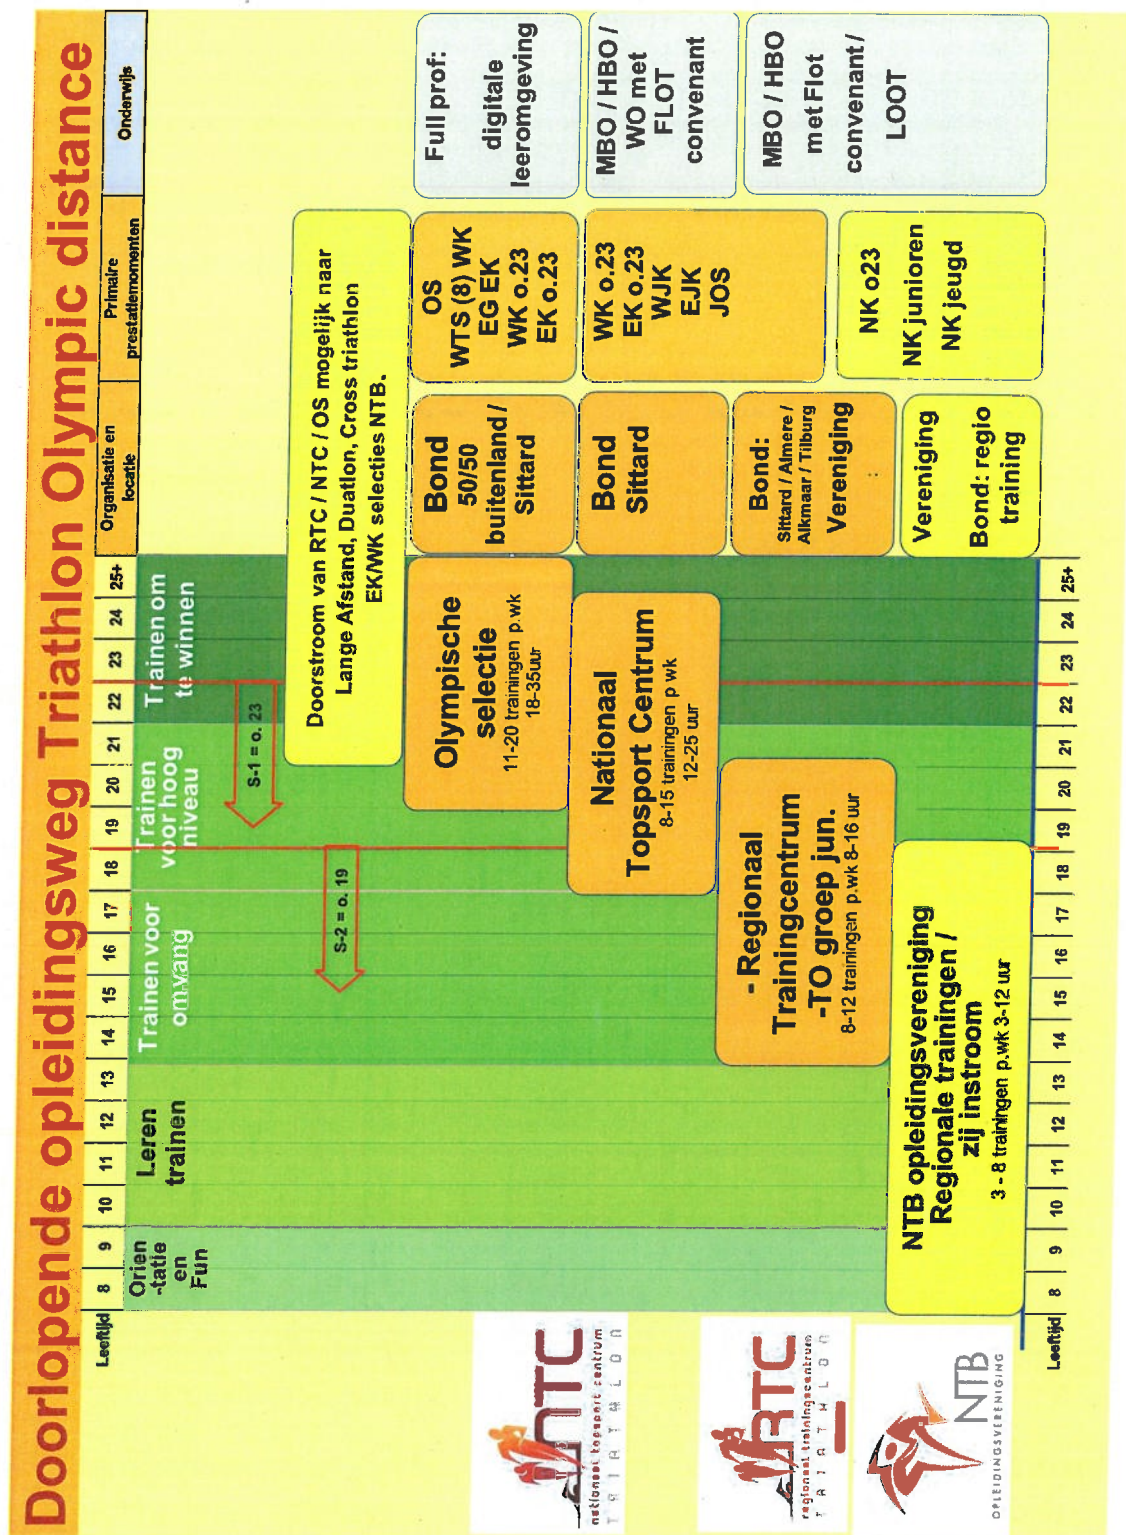 Doorlopende opleidingsweg Triathlon Olympic distance
Leeftijd
8
9
10
11
12
13
14
15
16
17
18
19
20
21
22
23
24
25+
Organisatie en
locatie
Primaire
prestatiemomenten
Onderwijs
Orien
-tatie
en
Fun
Leren
trainen
Trainen voor
omvang
Trainen
voor hoog
niveau
Trainen om
te winnen
S-1 = o. 23
S-2 = o. 19
Doorstroom van RTC / NTC / OS mogelijk naar
Lange Afstand, Duatlon, Cross triathlon
EK/WK selecties NTB.
Olympische
selectie
11-20 trainingen p.wk
18-35uur
Bond
50/50
buitenland /
Sittard
OS
WTS (8) WK
EG EK
WK o.23
EK o.23
Full prof:
digitale
leeromgeving
NTC
nationaal topsport centrum
TRIATHLON
Nationaal
Topsport Centrum
8-15 trainingen p wk
12-25 uur
Bond
Sittard
WK o.23
EK o.23
WJK
EJK
JOS
MBO / HBO /
WO met
FLOT
convenant
RTC
regionaal trainingscentrum
TRIATHLON
- Regionaal
Trainingcentrum
-TO groep jun.
8-12 trainingen p.wk 8-16 uur
Bond:
Sittard / Almere /
Alkmaar / Tilburg
Vereniging
:
MBO / HBO
met Flot
convenant /
LOOT
NTB
OPLEIDINGSVERENIGING
NTB opleidingsvereniging
Regionale trainingen /
zij instroom
3 - 8 trainingen p.wk 3-12 uur
Vereniging
Bond: regio
training
NK o23
NK junioren
NK jeugd
Leeftijd
8
9
10
11
12
13
14
15
16
17
18
19
20
21
22
23
24
25+